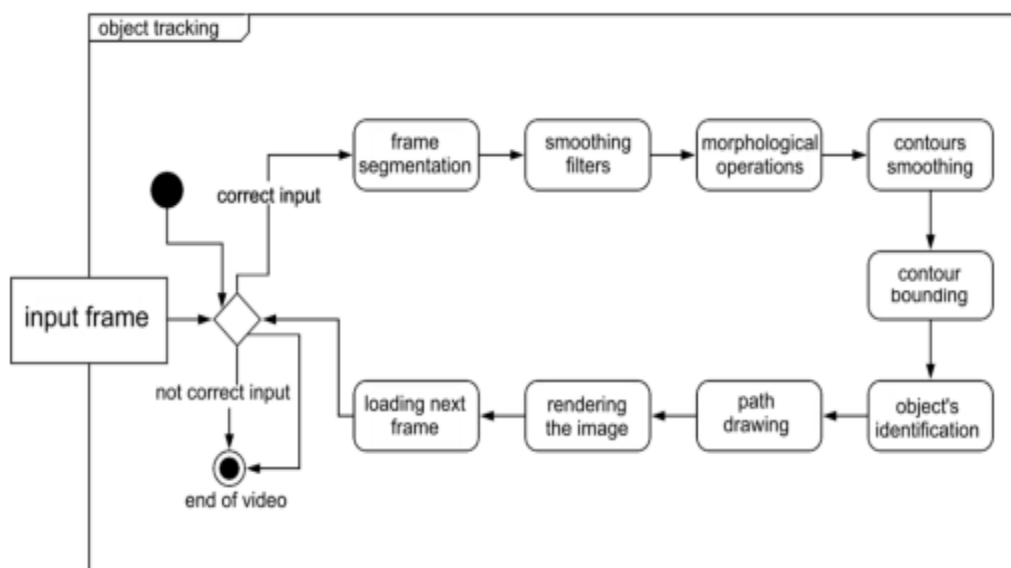 object tracking
frame
segmentation
smoothing
filters
morphological
operations
contours
smoothing
correct input
contour
bounding
input frame
not correct input
loading next
frame
rendering
the image
path
drawing
object's
identification
end of video